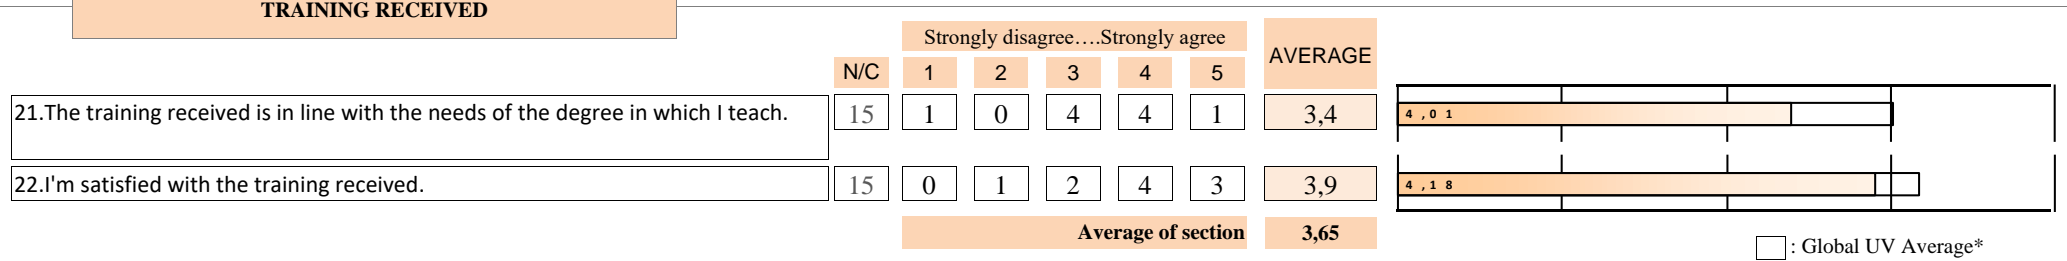 TRAINING RECEIVED
Strongly disagree….Strongly agree
AVERAGE
N/C 1 2 3 4 5
21.The training received is in line with the needs of the degree in which I teach. 15 1 0 4 4 1 3,4 4,01
22.I'm satisfied with the training received. 15 0 1 2 4 3 3,9 4,18
Average of section 3,65
: Global UV Average*